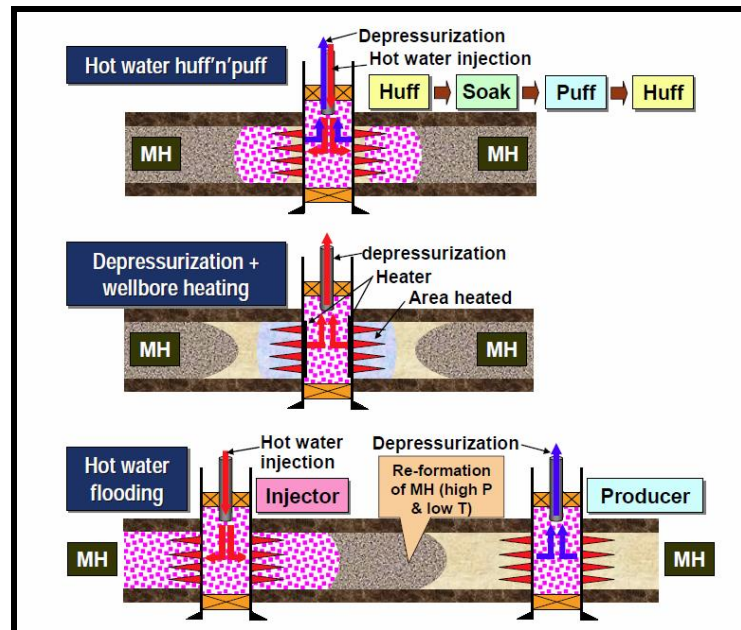 Depressurization
Hot water huff'n'puff
Hot water injection
Huff
Soak
Puff
Huff
MH
MH
Depressurization +
wellbore heating
depressurization
Heater
Area heated
MH
MH
Hot water
flooding
Hot water
injection
Injector
Re-formation
of MH (high P
& low T)
Depressurization
Producer
MH
MH